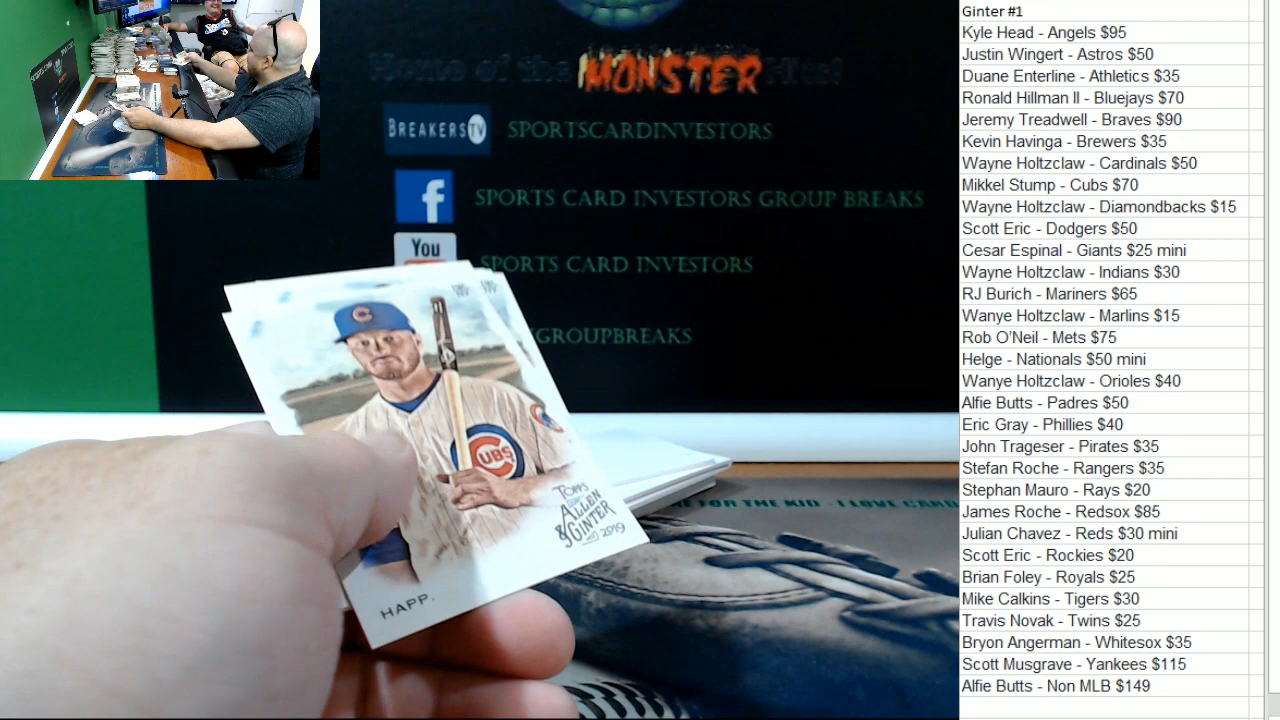 Home of the MONSTER
BREAKERS TV
SPORTSCARDINVESTORS
SPORTS CARD INVESTORS GROUP BREAKS
You
SPORTS CARD INVESTORS
GROUPBREAKS
CUBS
TOPPS
ALLEN
& GINTER
2019
HAPP.
FOR THE KID I LOVE CARD
Ginter #1
Kyle Head - Angels $95
Justin Wingert - Astros $50
Duane Enterline - Athletics $35
Ronald Hillman ll - Bluejays $70
Jeremy Treadwell - Braves $90
Kevin Havinga - Brewers $35
Wayne Holtzclaw - Cardinals $50
Mikkel Stump - Cubs $70
Wayne Holtzclaw - Diamondbacks $15
Scott Eric - Dodgers $50
Cesar Espinal - Giants $25 mini
Wayne Holtzclaw - Indians $30
RJ Burich - Mariners $65
Wanye Holtzclaw - Marlins $15
Rob O'Neil - Mets $75
Helge - Nationals $50 mini
Wanye Holtzclaw - Orioles $40
Alfie Butts - Padres $50
Eric Gray - Phillies $40
John Trageser - Pirates $35
Stefan Roche - Rangers $35
Stephan Mauro - Rays $20
James Roche - Redsox $85
Julian Chavez - Reds $30 mini
Scott Eric - Rockies $20
Brian Foley - Royals $25
Mike Calkins - Tigers $30
Travis Novak - Twins $25
Bryon Angerman - Whitesox $35
Scott Musgrave - Yankees $115
Alfie Butts - Non MLB $149